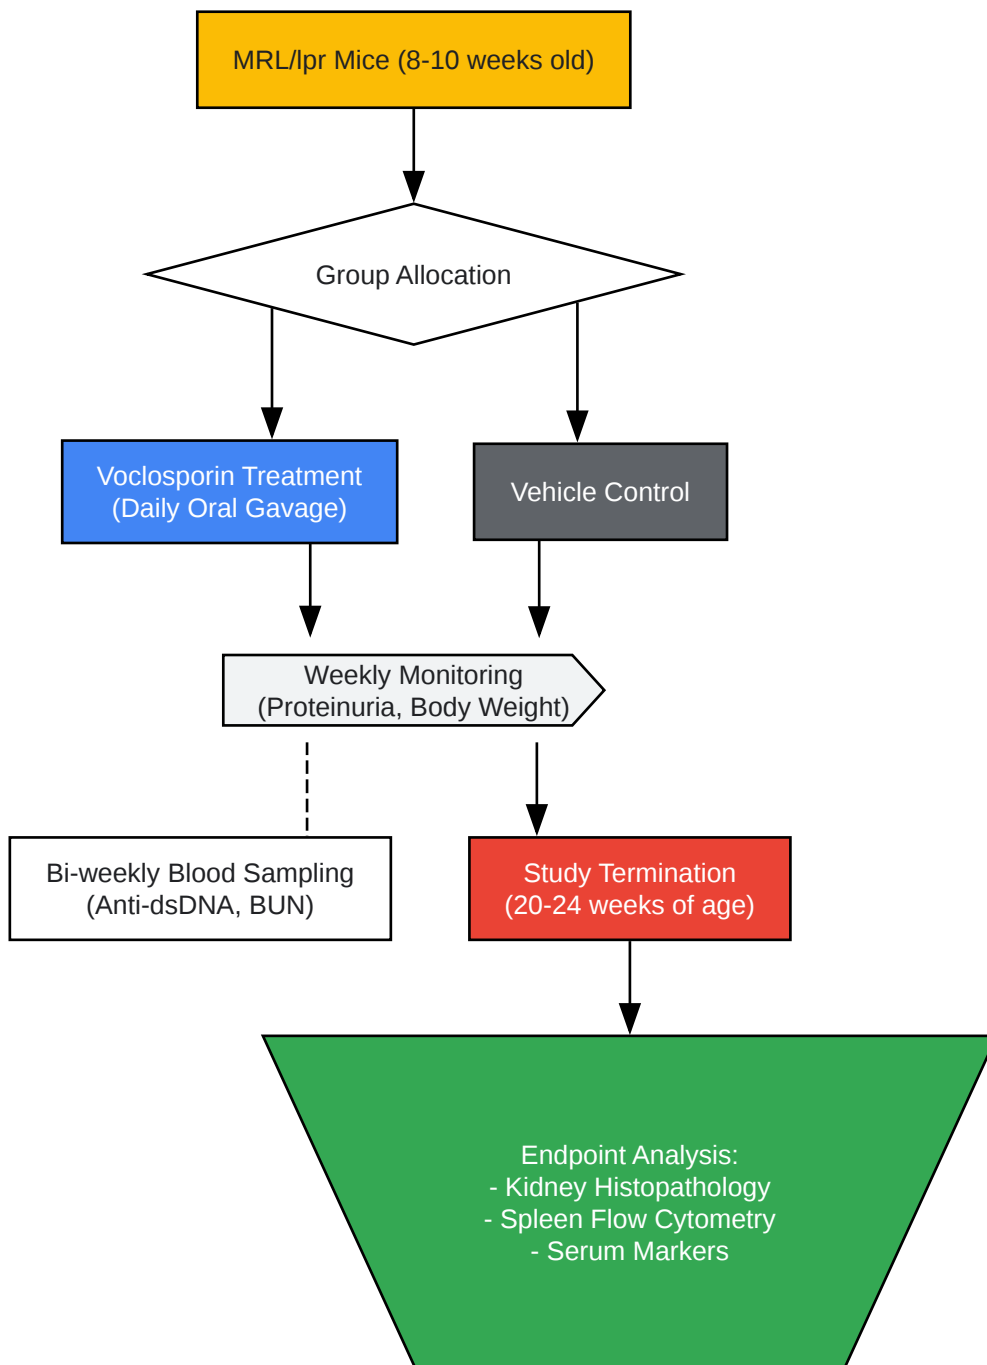 MRL/lpr Mice (8-10 weeks old)
Group Allocation
Voclosporin Treatment
(Daily Oral Gavage)
Vehicle Control
Weekly Monitoring
(Proteinuria, Body Weight)
Bi-weekly Blood Sampling
(Anti-dsDNA, BUN)
Study Termination
(20-24 weeks of age)
Endpoint Analysis:
- Kidney Histopathology
- Spleen Flow Cytometry
- Serum Markers